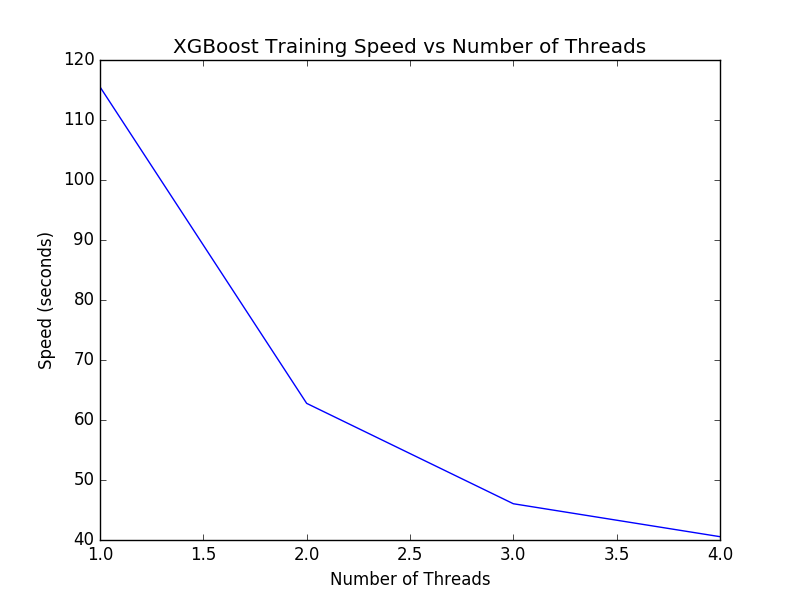 XGBoost Training Speed vs Number of Threads
120
110
100
90
80
70
60
50
40
Speed (seconds)
1.0 1.5 2.0 2.5 3.0 3.5 4.0
Number of Threads